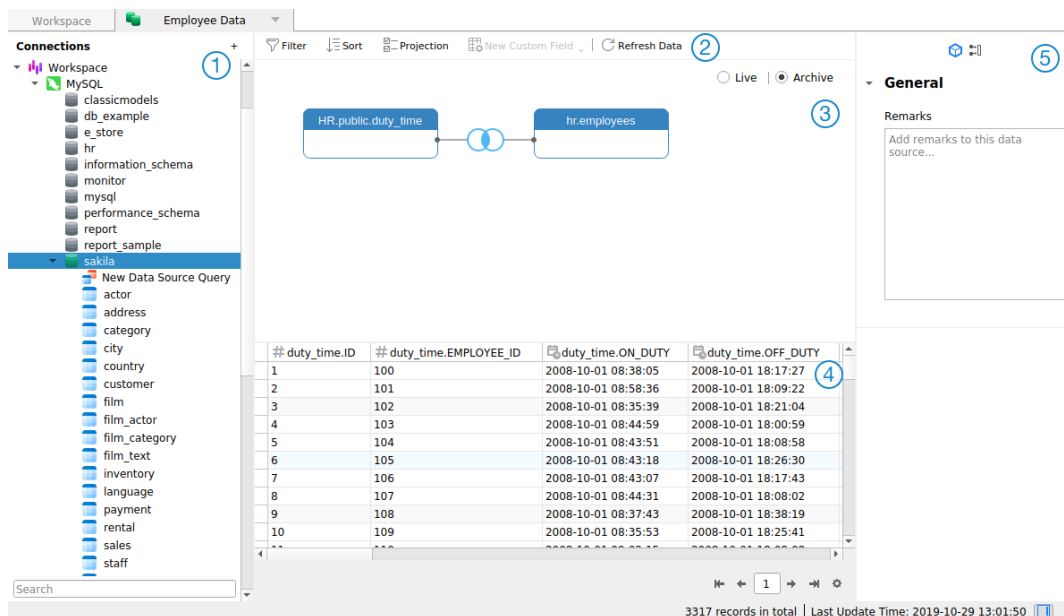 Workspace
Employee Data
Connections +
Workspace
MySQL
classicmodels
db_example
e_store
hr
information_schema
monitor
mysql
performance_schema
report
report_sample
sakila
New Data Source Query
actor
address
category
city
country
customer
film
film_actor
film_category
film_text
inventory
language
payment
rental
sales
staff
Search
1
Filter Sort Projection New Custom Field Refresh Data
2
Live Archive
3
HR.public.duty_time hr.employees
# duty_time.ID # duty_time.EMPLOYEE_ID duty_time.ON_DUTY duty_time.OFF_DUTY
1 100 2008-10-01 08:38:05 2008-10-01 18:17:27
4
2 101 2008-10-01 08:58:36 2008-10-01 18:09:22
3 102 2008-10-01 08:35:39 2008-10-01 18:21:04
4 103 2008-10-01 08:44:59 2008-10-01 18:00:59
5 104 2008-10-01 08:43:51 2008-10-01 18:08:58
6 105 2008-10-01 08:43:18 2008-10-01 18:26:30
7 106 2008-10-01 08:43:07 2008-10-01 18:17:43
8 107 2008-10-01 08:44:31 2008-10-01 18:08:02
9 108 2008-10-01 08:37:43 2008-10-01 18:38:19
10 109 2008-10-01 08:35:53 2008-10-01 18:25:41
1
5
General
Remarks
Add remarks to this data
source...
3317 records in total Last Update Time: 2019-10-29 13:01:50